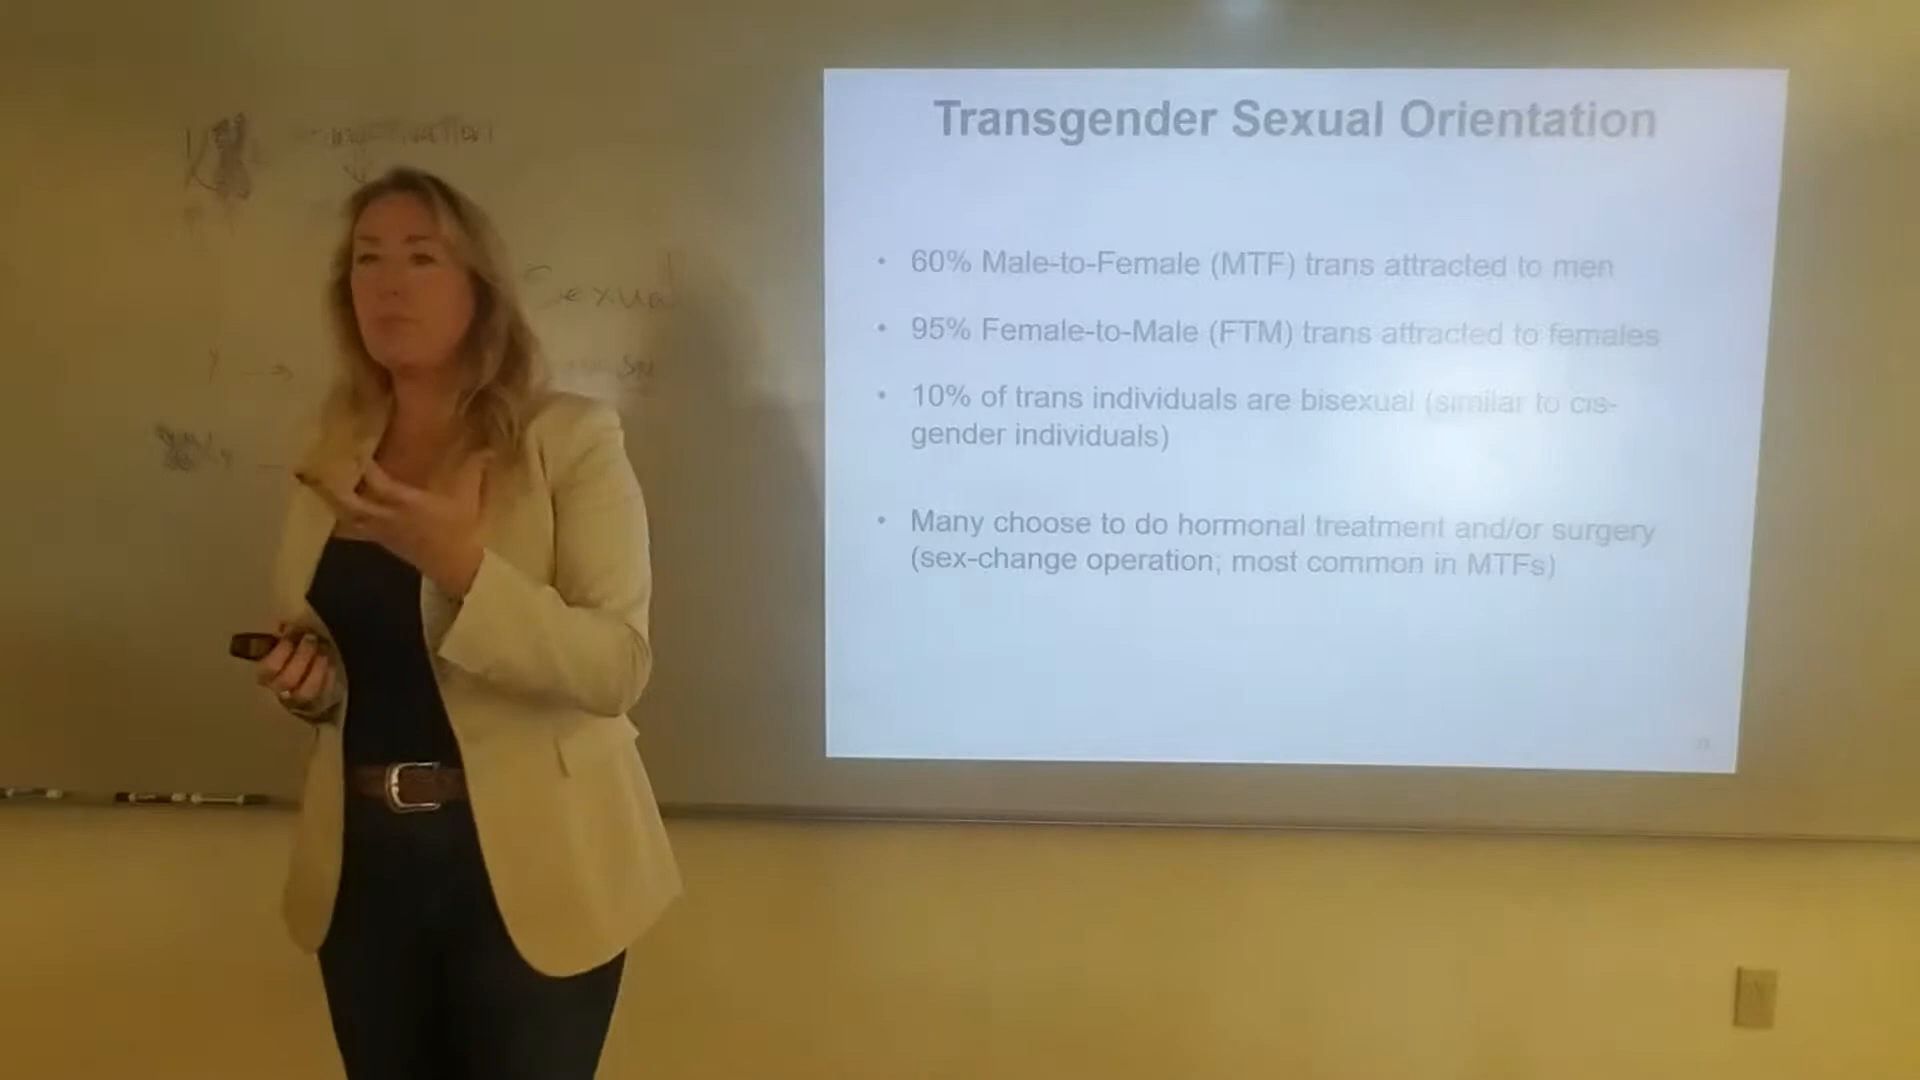 Sexual
Transgender Sexual Orientation
• 60% Male-to-Female (MTF) trans attracted to men
• 95% Female-to-Male (FTM) trans attracted to females
• 10% of trans individuals are bisexual (similar to cis-
gender individuals)
• Many choose to do hormonal treatment and/or surgery
(sex-change operation; most common in MTFs)